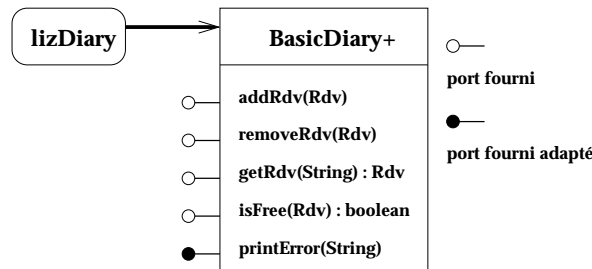 lizDiary
BasicDiary+
addRdv(Rdv)
removeRdv(Rdv)
getRdv(String) : Rdv
isFree(Rdv) : boolean
printError(String)
port fourni
port fourni adapté